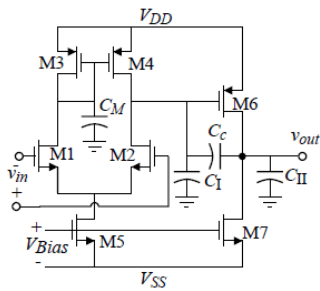 VDD
M3
M4
M6
CM
Cc
vout
M1
M2
vin
-
+
CI
CII
+
VBias
-
M5
M7
VSS